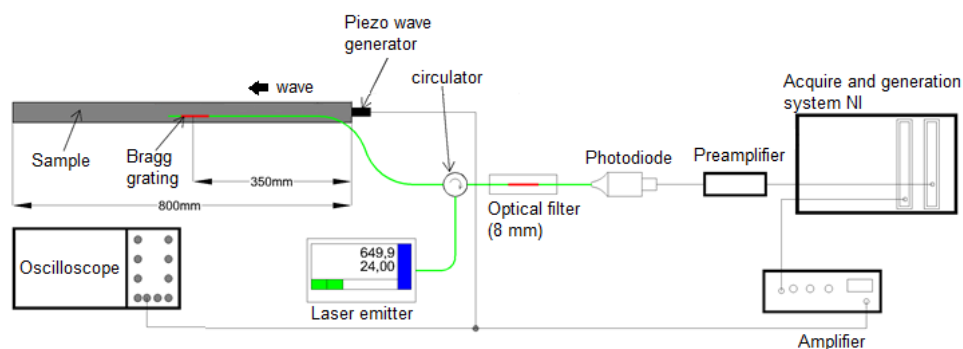 Piezo wave
generator
wave
circulator
Acquire and generation
system NI
Sample
Bragg
grating
350mm
800mm
Photodiode
Preamplifier
Optical filter
(8 mm)
Oscilloscope
649,9
24,00
Laser emitter
Amplifier